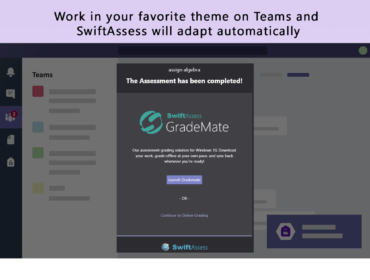 Work in your favorite theme on Teams and
SwiftAssess will adapt automatically
assign algebra
Teams
The Assessment has been completed!
SwiftAssess
GradeMate
Our assessment grading solution for Windows 10. Download
your work, grade offline at your own pace, and sync back
whenever you're ready!
Launch GradeMate
- OR -
Continue to Online Grading
SwiftAssess